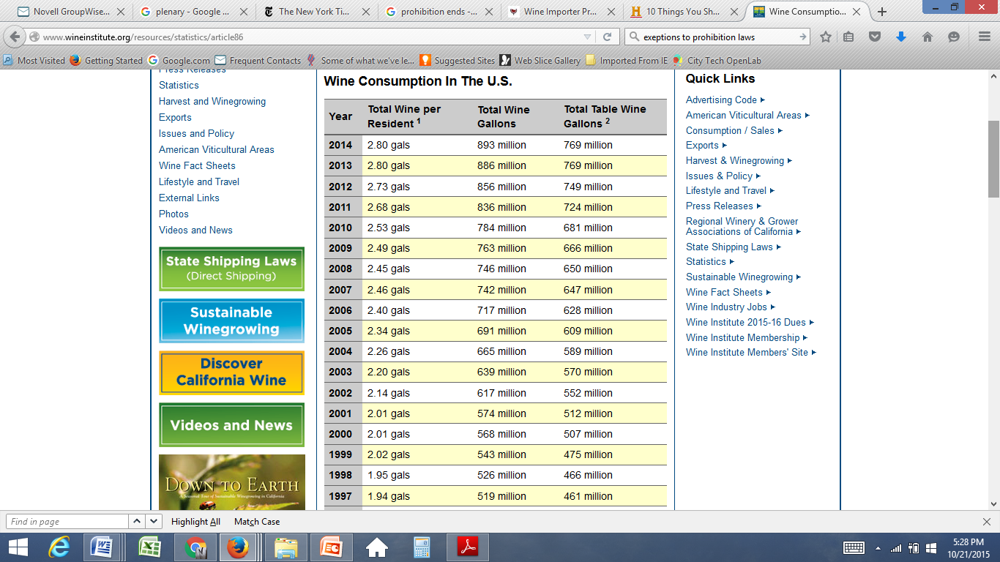 Novell GroupWise...
plenary - Google ...
The New York Ti...
prohibition ends -...
Wine Importer Pr...
10 Things You Sh...
Wine Consumptio...
www.wineinstitute.org/resources/statistics/article86
exeptions to prohibition laws
Most Visited
Getting Started
Google.com
Frequent Contacts
Some of what we've le...
Suggested Sites
Web Slice Gallery
Imported From IE
City Tech OpenLab
Press Releases
Statistics
Harvest and Winegrowing
Exports
Issues and Policy
American Viticultural Areas
Wine Fact Sheets
Lifestyle and Travel
External Links
Photos
Videos and News
State Shipping Laws
(Direct Shipping)
Sustainable
Winegrowing
Discover
California Wine
Videos and News
DOWN TO EARTH
A Seasonal Tour of Sustainable Winegrowing in California
Wine Consumption In The U.S.
Year Total Wine per Resident 1 Total Wine Gallons Total Table Wine Gallons 2
2014 2.80 gals 893 million 769 million
2013 2.80 gals 886 million 769 million
2012 2.73 gals 856 million 749 million
2011 2.68 gals 836 million 724 million
2010 2.53 gals 784 million 681 million
2009 2.49 gals 763 million 666 million
2008 2.45 gals 746 million 650 million
2007 2.46 gals 742 million 647 million
2006 2.40 gals 717 million 628 million
2005 2.34 gals 691 million 609 million
2004 2.26 gals 665 million 589 million
2003 2.20 gals 639 million 570 million
2002 2.14 gals 617 million 552 million
2001 2.01 gals 574 million 512 million
2000 2.01 gals 568 million 507 million
1999 2.02 gals 543 million 475 million
1998 1.95 gals 526 million 466 million
1997 1.94 gals 519 million 461 million
Quick Links
Advertising Code
American Viticultural Areas
Consumption / Sales
Exports
Harvest & Winegrowing
Issues & Policy
Lifestyle and Travel
Press Releases
Regional Winery & Grower
Associations of California
State Shipping Laws
Statistics
Sustainable Winegrowing
Wine Fact Sheets
Wine Industry Jobs
Wine Institute 2015-16 Dues
Wine Institute Membership
Wine Institute Members' Site
Find in page
Highlight All
Match Case
5:28 PM
10/21/2015